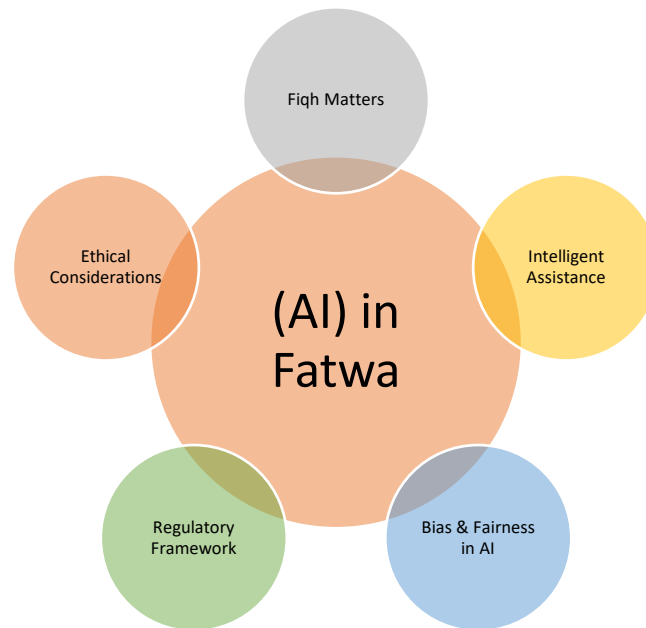 Fiqh Matters
Ethical
Considerations
Intelligent
Assistance
(AI) in
Fatwa
Regulatory
Framework
Bias & Fairness
in AI